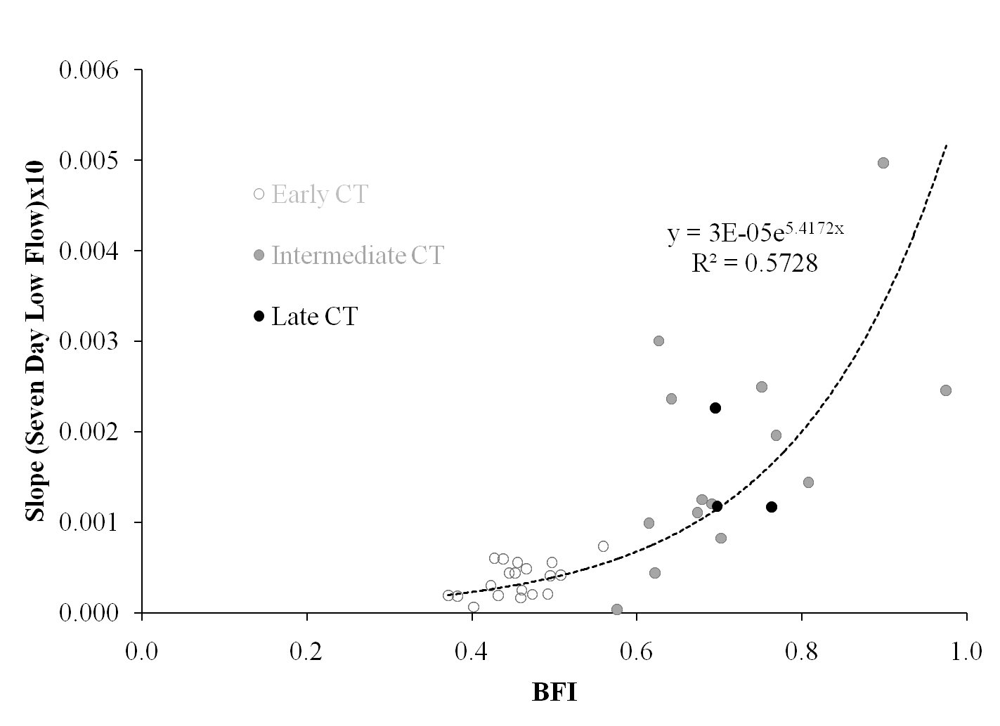 0.006
0.005
0.004
0.003
0.002
0.001
0.000
Slope (Seven Day Low Flow)x10
Early CT
Intermediate CT
Late CT
y = 3E-05e^5.4172x
R² = 0.5728
0.0 0.2 0.4 0.6 0.8 1.0
BFI